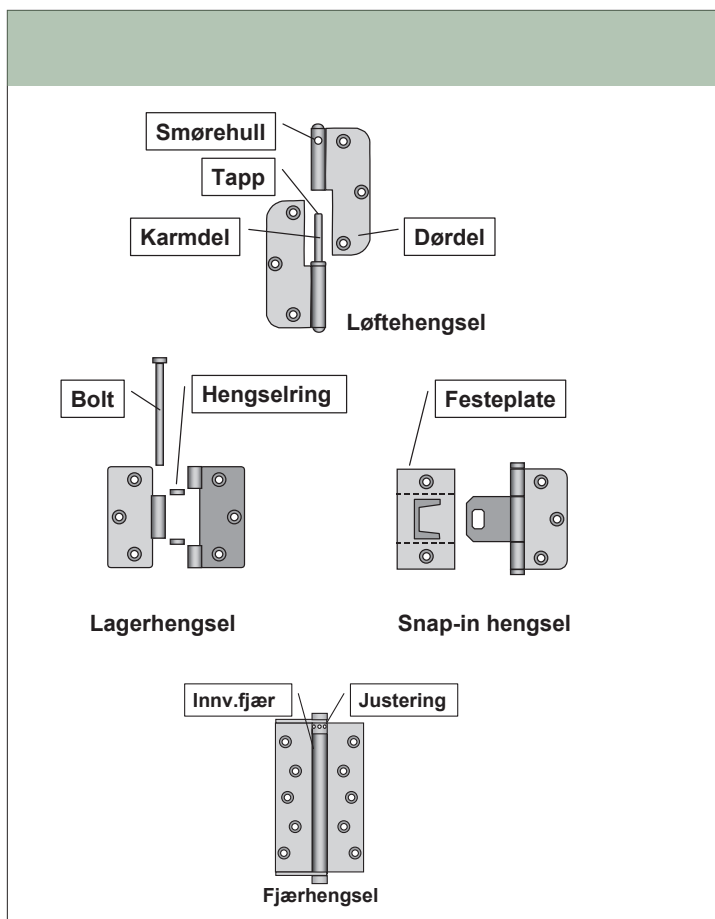 Smørehull
Tapp
Karmdel
Dørdel
Løftehengsel
Bolt
Hengselring
Festeplate
Lagerhengsel
Snap-in hengsel
Innv.fjær
Justering
Fjærhengsel